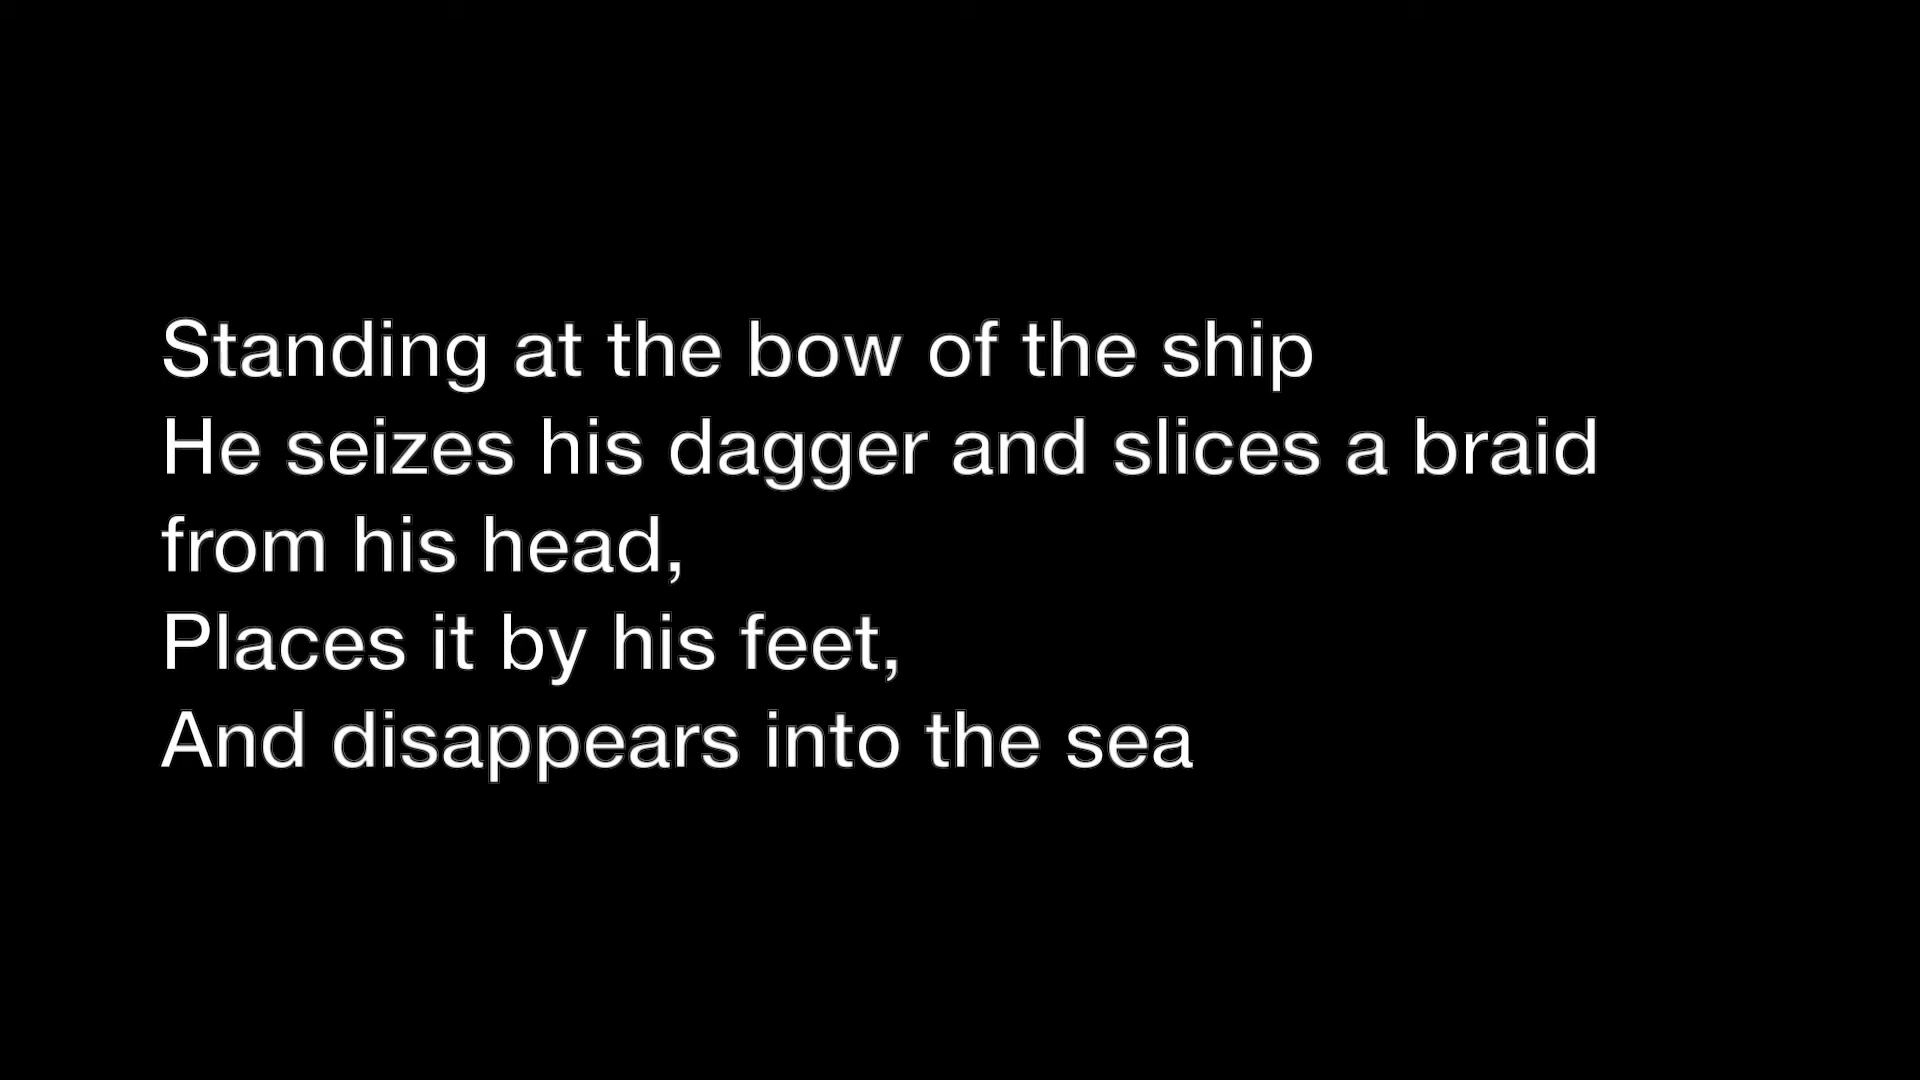 Standing at the bow of the ship
He seizes his dagger and slices a braid
from his head,
Places it by his feet,
And disappears into the sea